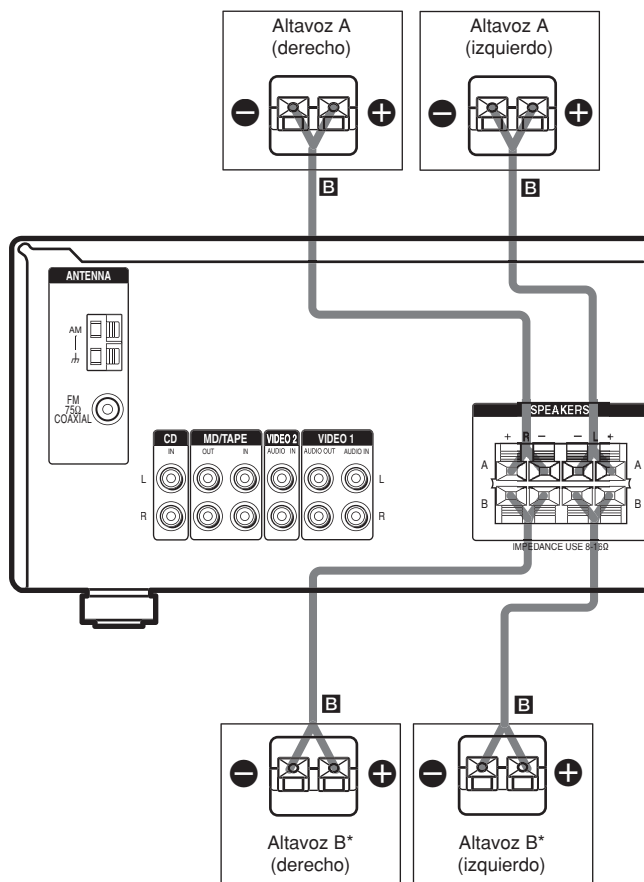 Altavoz A
(derecho)
Altavoz A
(izquierdo)
− +
− +
B
B
ANTENNA
AM
FM
75Ω
COAXIAL
CD MD/TAPE VIDEO 2 VIDEO 1
IN OUT IN AUDIO IN AUDIO OUT AUDIO IN
L L
R R
SPEAKERS
+ R − − L +
A A
B B
IMPEDANCE USE 8-16Ω
B
B
− +
− +
Altavoz B*
(derecho)
Altavoz B*
(izquierdo)